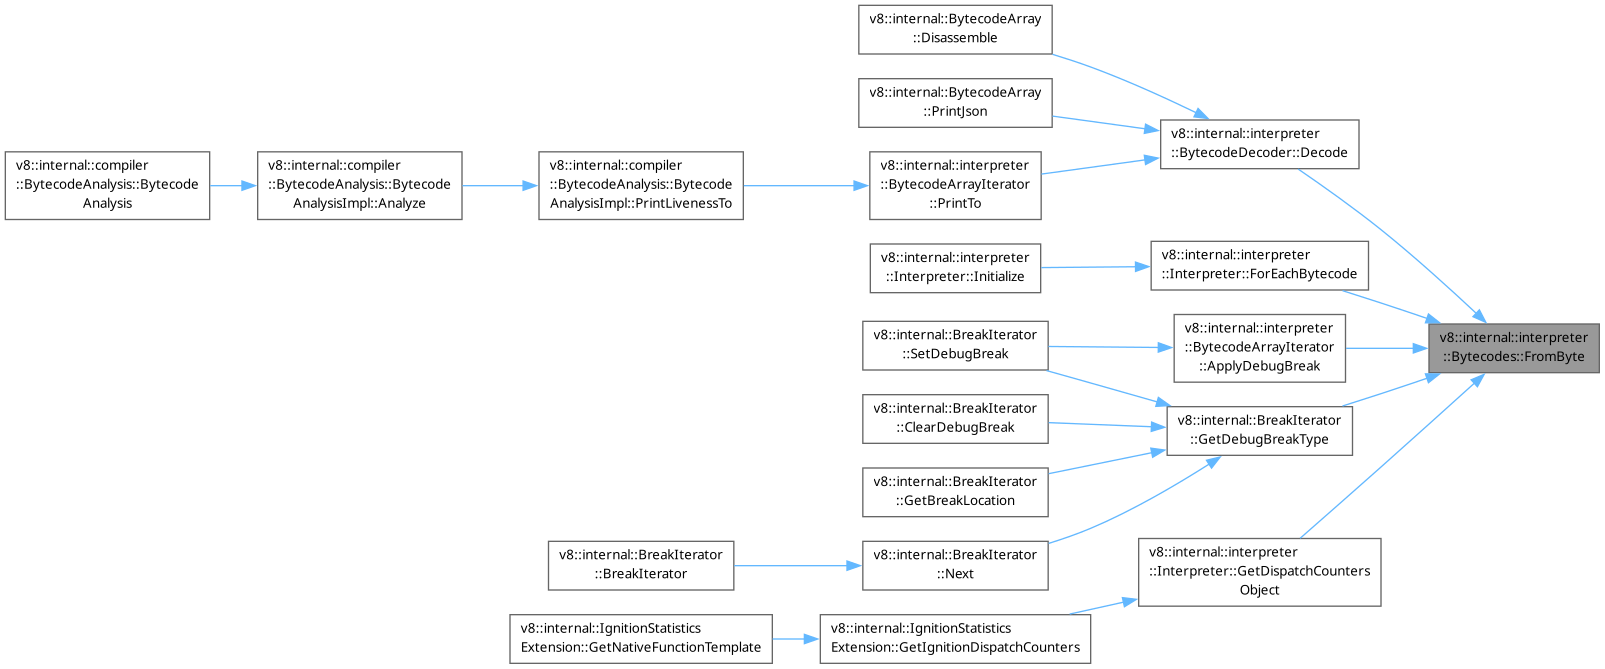 v8::internal::BytecodeArray
::Disassemble
v8::internal::BytecodeArray
::PrintJson
v8::internal::interpreter
::BytecodeDecoder::Decode
v8::internal::compiler
::BytecodeAnalysis::Bytecode
Analysis
v8::internal::compiler
::BytecodeAnalysis::Bytecode
AnalysisImpl::Analyze
v8::internal::compiler
::BytecodeAnalysis::Bytecode
AnalysisImpl::PrintLivenessTo
v8::internal::interpreter
::BytecodeArrayIterator
::PrintTo
v8::internal::interpreter
::Interpreter::Initialize
v8::internal::interpreter
::Interpreter::ForEachBytecode
v8::internal::BreakIterator
::SetDebugBreak
v8::internal::interpreter
::BytecodeArrayIterator
::ApplyDebugBreak
v8::internal::interpreter
::Bytecodes::FromByte
v8::internal::BreakIterator
::ClearDebugBreak
v8::internal::BreakIterator
::GetDebugBreakType
v8::internal::BreakIterator
::GetBreakLocation
v8::internal::BreakIterator
::BreakIterator
v8::internal::BreakIterator
::Next
v8::internal::interpreter
::Interpreter::GetDispatchCounters
Object
v8::internal::IgnitionStatistics
Extension::GetNativeFunctionTemplate
v8::internal::IgnitionStatistics
Extension::GetIgnitionDispatchCounters